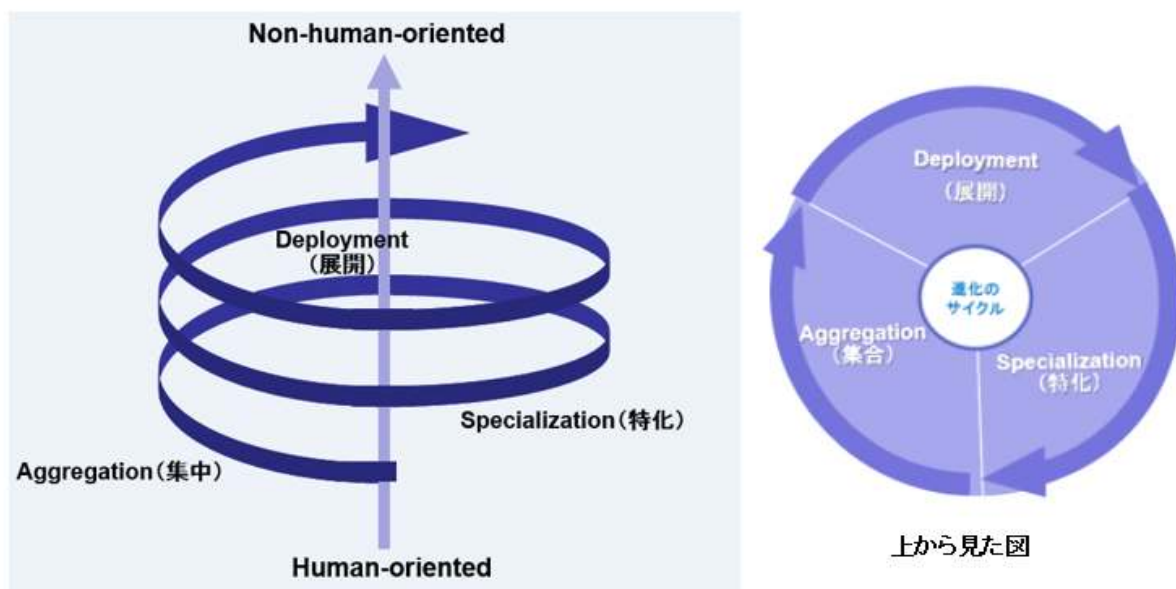 Non-human-oriented
Deployment
(展開)
Specialization(特化)
Aggregation(集中)
Human-oriented
Deployment
(展開)
進化の
サイクル
Aggregation
(集合)
Specialization
(特化)
上から見た図